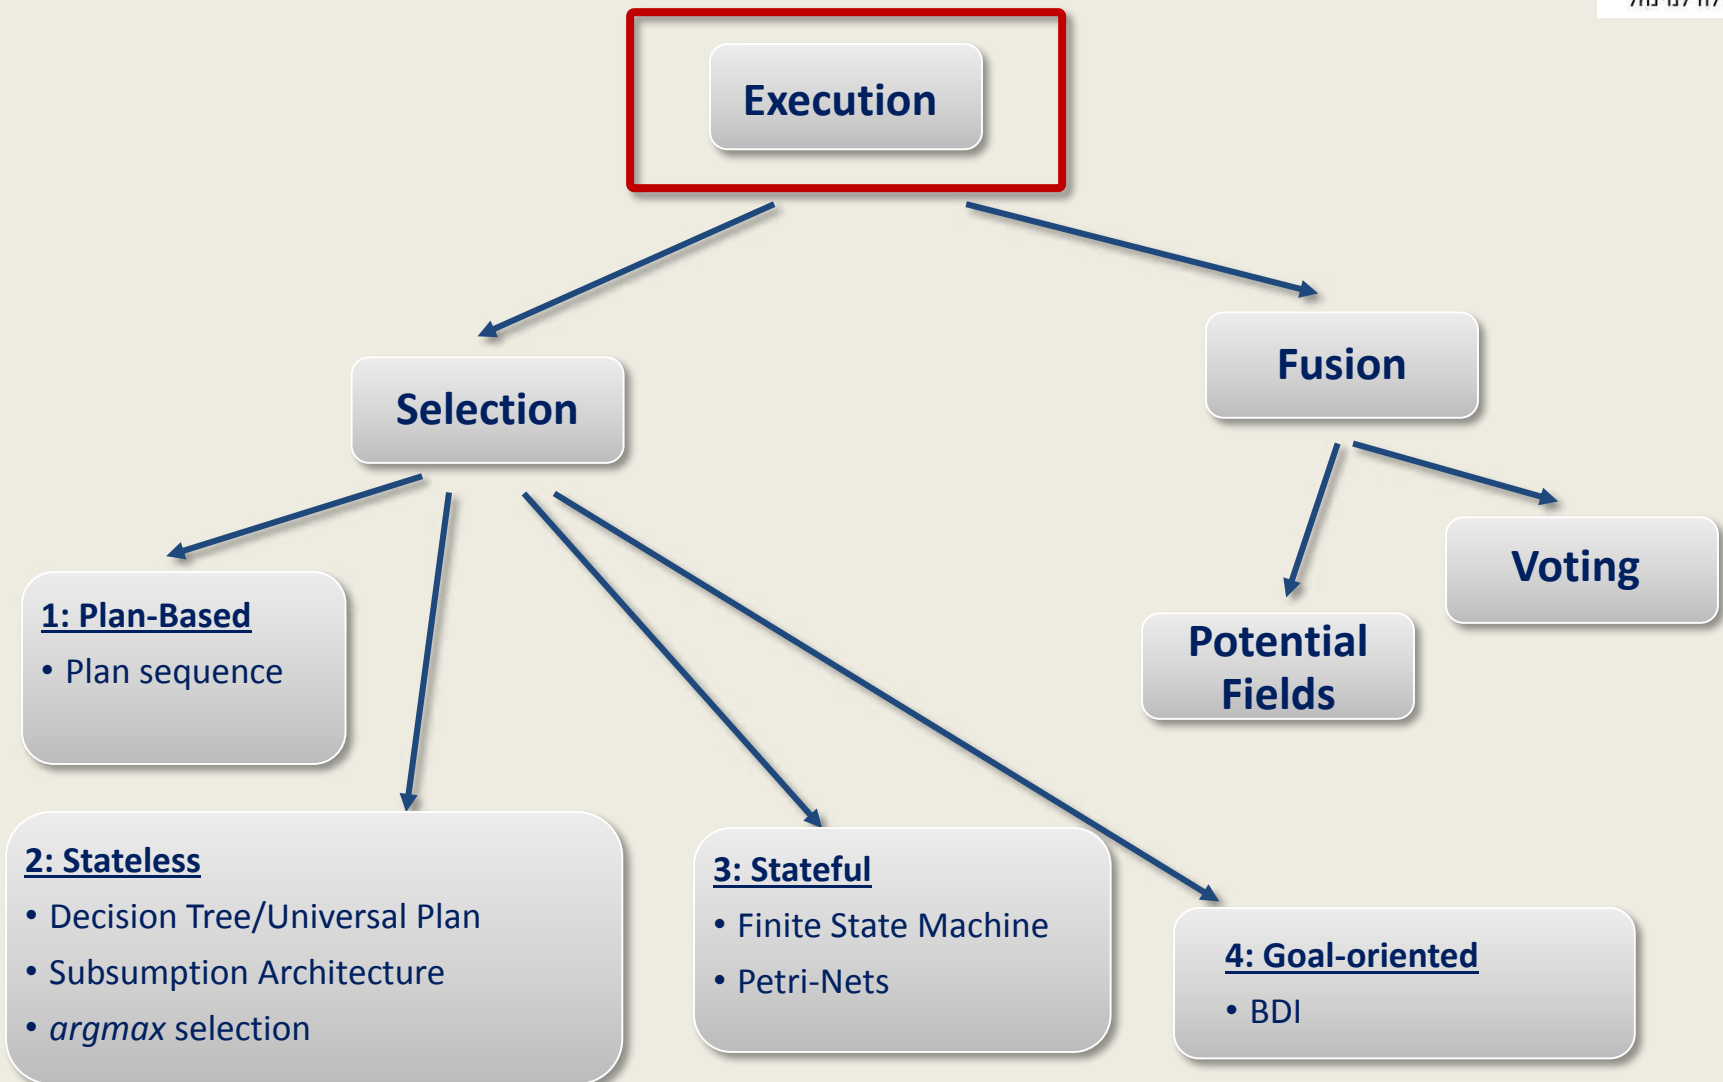 Execution
Selection
Fusion
Voting
Potential
Fields
1: Plan-Based
• Plan sequence
2: Stateless
• Decision Tree/Universal Plan
• Subsumption Architecture
• argmax selection
3: Stateful
• Finite State Machine
• Petri-Nets
4: Goal-oriented
• BDI